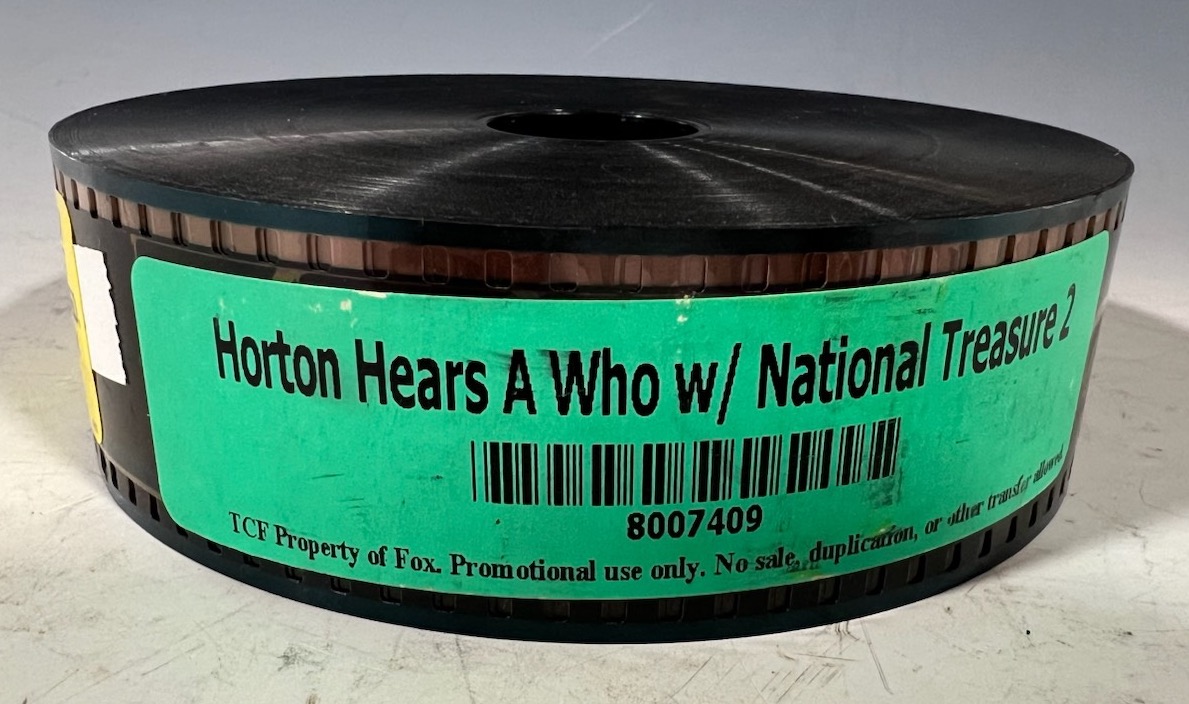 Horton Hears A Who w/ National Treasure 2
8007409
TCF Property of Fox. Promotional use only. No sale, duplication, or other transfer allowed.